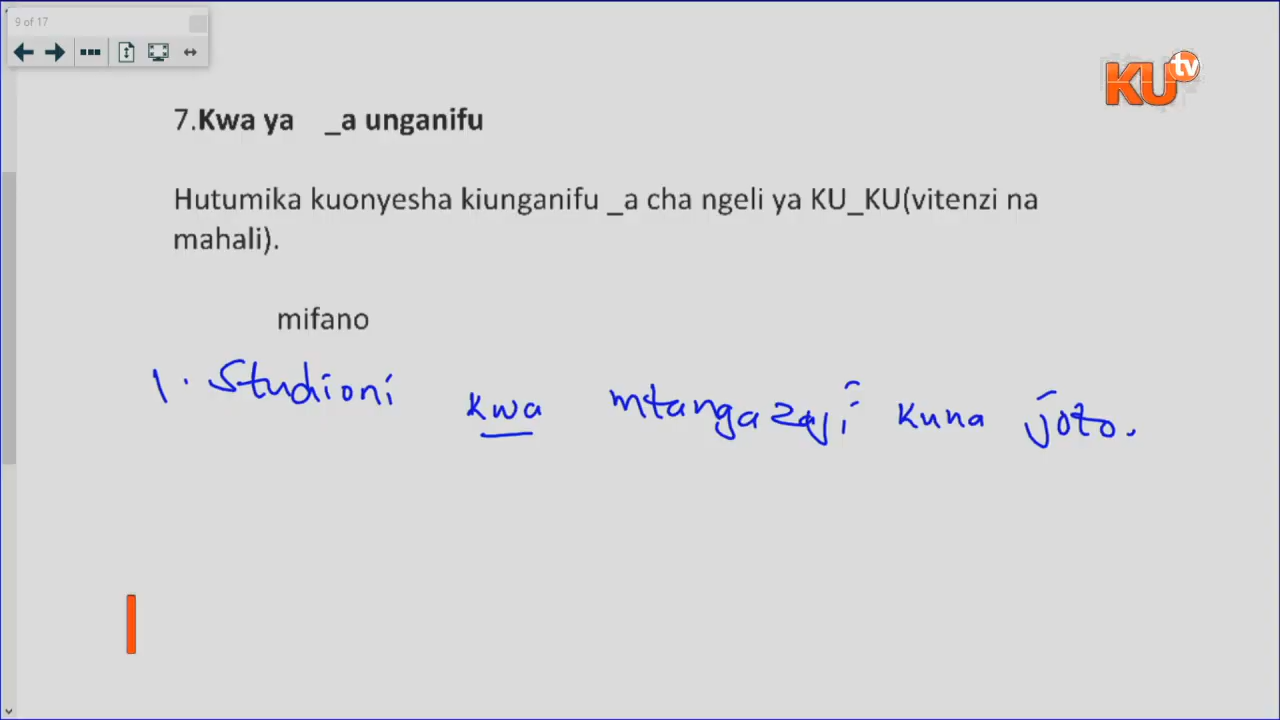 9 of 17
KU tv
7.Kwa ya _a unganifu
Hutumika kuonyesha kiunganifu _a cha ngeli ya KU_KU(vitenzi na
mahali).
mifano
1. Studioni kwa mtangazaji kuna joto.